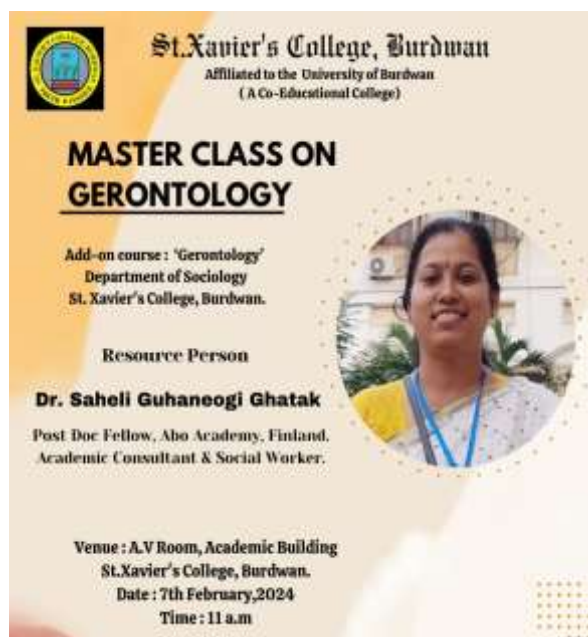 St.Xavier's College, Burdwan
Affiliated to the University of Burdwan
( A Co-Educational College)
MASTER CLASS ON
GERONTOLOGY
Add-on course : 'Gerontology'
Department of Sociology
St. Xavier's College, Burdwan.
Resource Person
Dr. Saheli Guhaneogi Ghatak
Post Doc Fellow, Abo Academy, Finland.
Academic Consultant & Social Worker.
Venue : A.V Room, Academic Building
St.Xavier's College, Burdwan.
Date : 7th February,2024
Time : 11 a.m